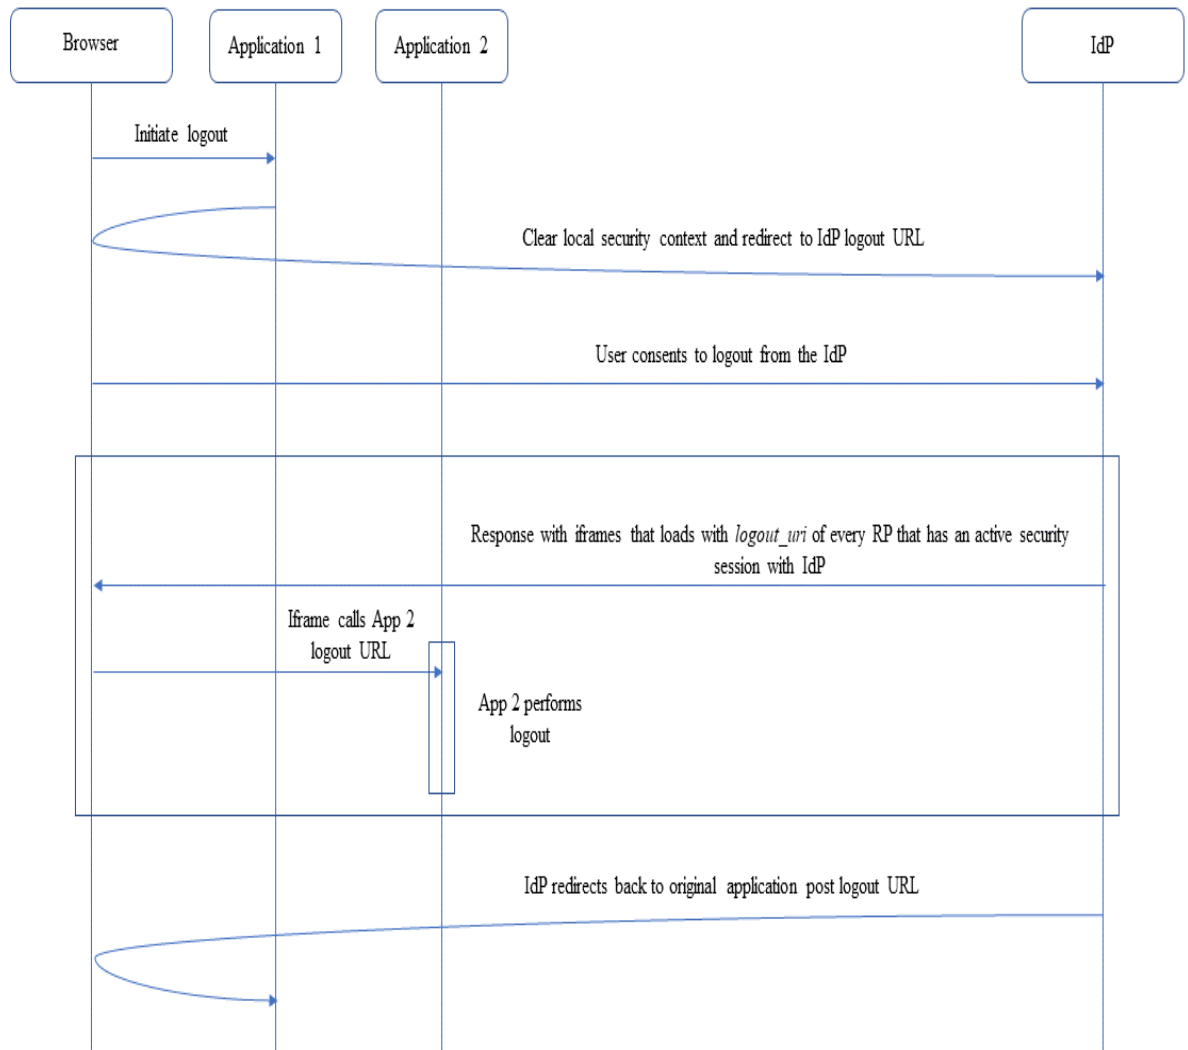 Browser
Application 1
Application 2
IdP
Initiate logout
Clear local security context and redirect to IdP logout URL
User consents to logout from the IdP
Response with iframes that loads with logout_uri of every RP that has an active security
session with IdP
Iframe calls App 2
logout URL
App 2 performs
logout
IdP redirects back to original application post logout URL